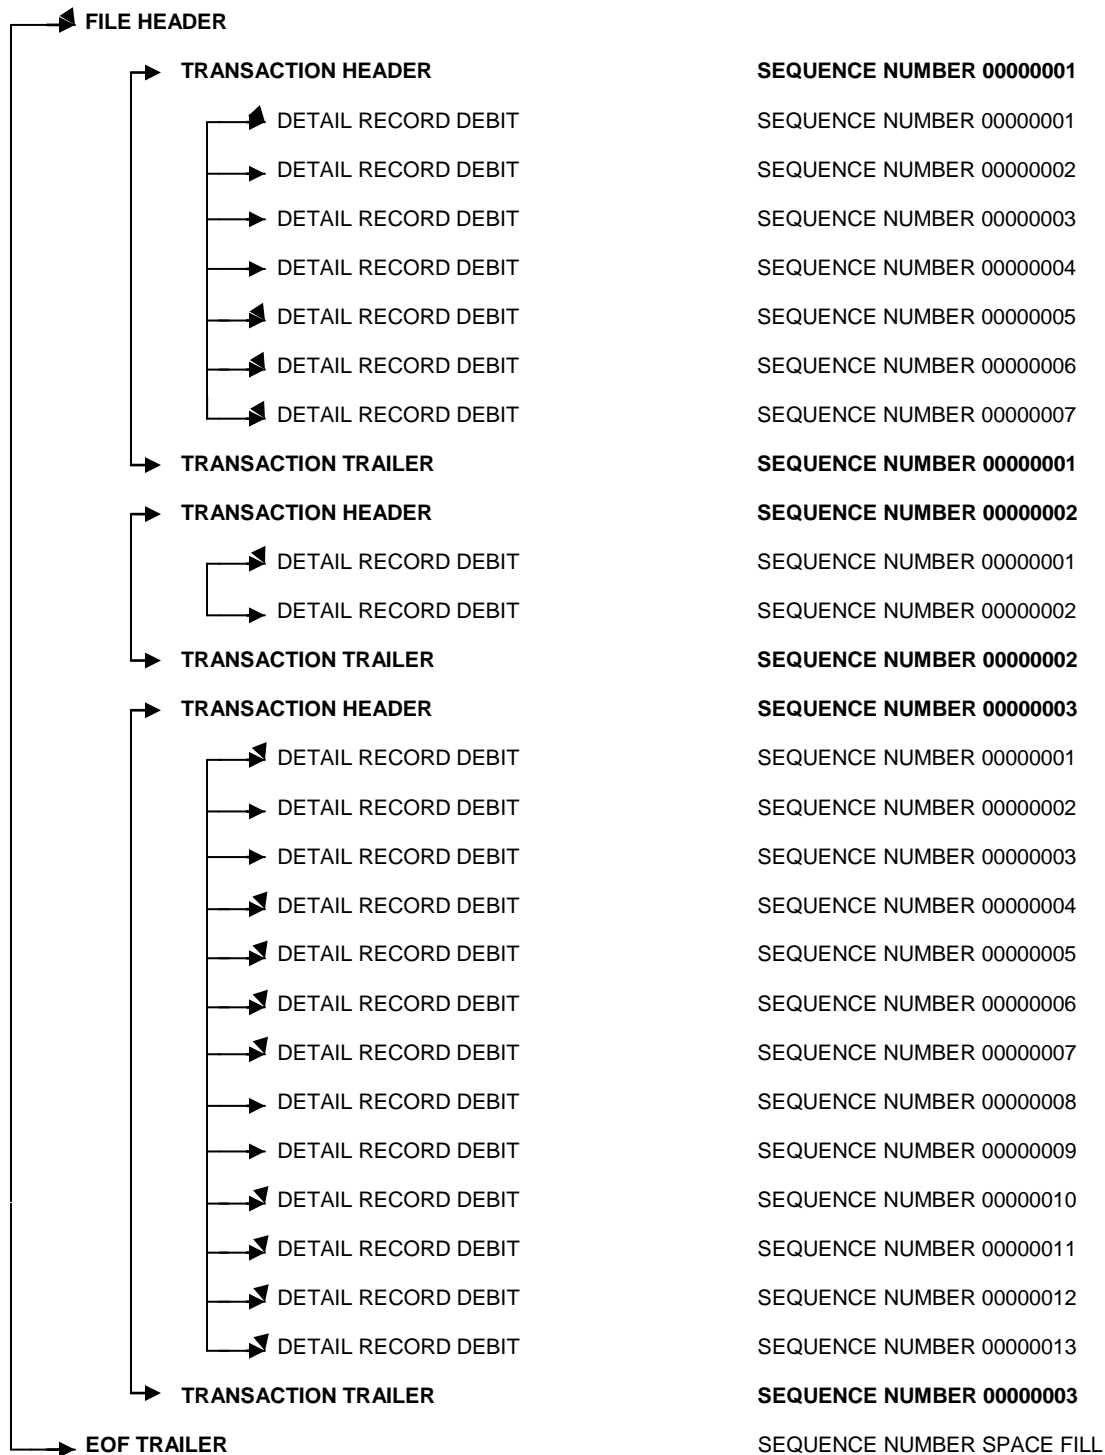 FILE HEADER
TRANSACTION HEADER SEQUENCE NUMBER 00000001
DETAIL RECORD DEBIT SEQUENCE NUMBER 00000001
DETAIL RECORD DEBIT SEQUENCE NUMBER 00000002
DETAIL RECORD DEBIT SEQUENCE NUMBER 00000003
DETAIL RECORD DEBIT SEQUENCE NUMBER 00000004
DETAIL RECORD DEBIT SEQUENCE NUMBER 00000005
DETAIL RECORD DEBIT SEQUENCE NUMBER 00000006
DETAIL RECORD DEBIT SEQUENCE NUMBER 00000007
TRANSACTION TRAILER SEQUENCE NUMBER 00000001
TRANSACTION HEADER SEQUENCE NUMBER 00000002
DETAIL RECORD DEBIT SEQUENCE NUMBER 00000001
DETAIL RECORD DEBIT SEQUENCE NUMBER 00000002
TRANSACTION TRAILER SEQUENCE NUMBER 00000002
TRANSACTION HEADER SEQUENCE NUMBER 00000003
DETAIL RECORD DEBIT SEQUENCE NUMBER 00000001
DETAIL RECORD DEBIT SEQUENCE NUMBER 00000002
DETAIL RECORD DEBIT SEQUENCE NUMBER 00000003
DETAIL RECORD DEBIT SEQUENCE NUMBER 00000004
DETAIL RECORD DEBIT SEQUENCE NUMBER 00000005
DETAIL RECORD DEBIT SEQUENCE NUMBER 00000006
DETAIL RECORD DEBIT SEQUENCE NUMBER 00000007
DETAIL RECORD DEBIT SEQUENCE NUMBER 00000008
DETAIL RECORD DEBIT SEQUENCE NUMBER 00000009
DETAIL RECORD DEBIT SEQUENCE NUMBER 00000010
DETAIL RECORD DEBIT SEQUENCE NUMBER 00000011
DETAIL RECORD DEBIT SEQUENCE NUMBER 00000012
DETAIL RECORD DEBIT SEQUENCE NUMBER 00000013
TRANSACTION TRAILER SEQUENCE NUMBER 00000003
EOF TRAILER SEQUENCE NUMBER SPACE FILL